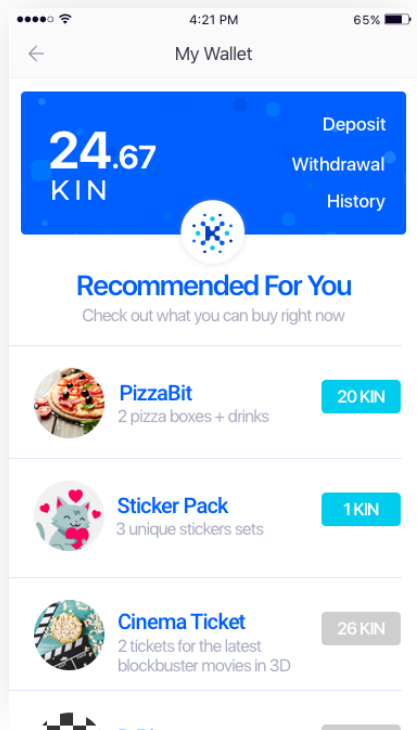 4:21 PM
65%
My Wallet
24.67
KIN
Deposit
Withdrawal
History
Recommended For You
Check out what you can buy right now
PizzaBit
2 pizza boxes + drinks
20 KIN
Sticker Pack
3 unique stickers sets
1 KIN
Cinema Ticket
2 tickets for the latest
blockbuster movies in 3D
26 KIN